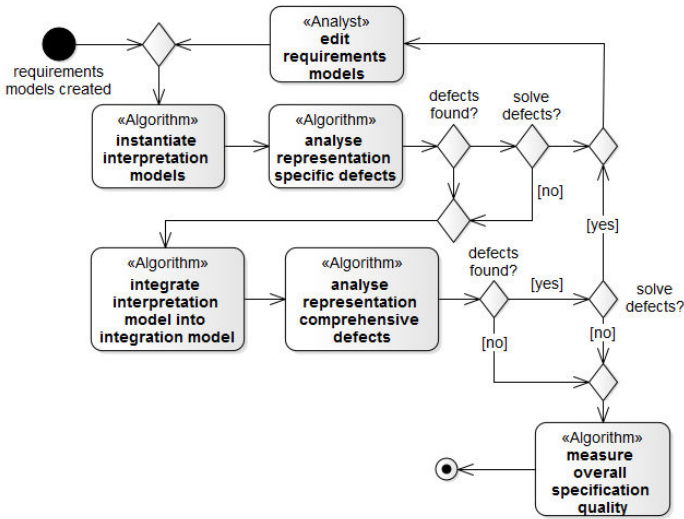 «Analyst»
edit
requirements
models
requirements
models created
«Algorithm»
instantiate
interpretation
models
«Algorithm»
analyse
representation
specific defects
defects
found?
solve
defects?
[no]
[yes]
«Algorithm»
integrate
interpretation
model into
integration model
«Algorithm»
analyse
representation
comprehensive
defects
defects
found?
[yes]
solve
defects?
[no]
[no]
«Algorithm»
measure
overall
specification
quality